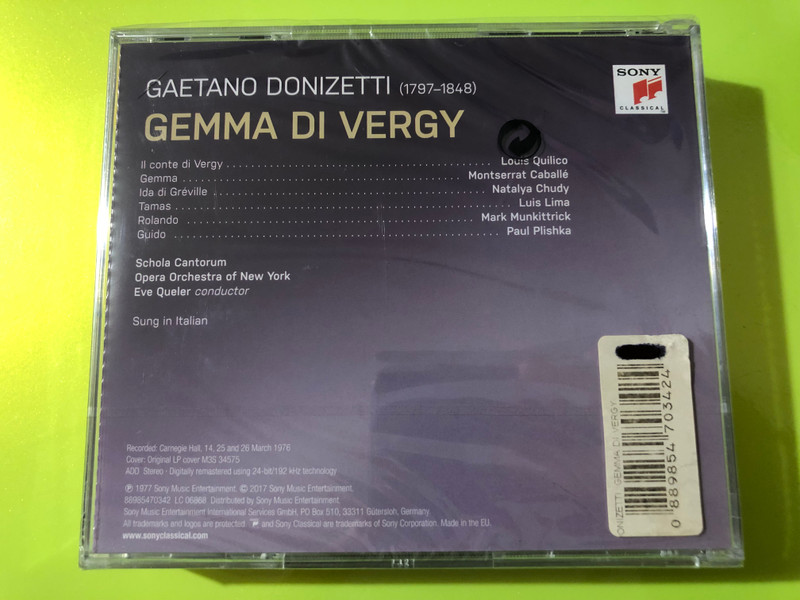 GAETANO DONIZETTI (1797–1848)
SONY
CLASSICAL
GEMMA DI VERGY
Il conte di Vergy . . . . . . . . . . . . . . . . . . . . . . . . . . . . . . Louis Quilico
Gemma . . . . . . . . . . . . . . . . . . . . . . . . . . . . . . Montserrat Caballé
Ida di Gréville . . . . . . . . . . . . . . . . . . . . . . . . . . . . . . Natalya Chudy
Tamas . . . . . . . . . . . . . . . . . . . . . . . . . . . . . . Luis Lima
Rolando . . . . . . . . . . . . . . . . . . . . . . . . . . . . . . Mark Munkittrick
Guido . . . . . . . . . . . . . . . . . . . . . . . . . . . . . . Paul Plishka
Schola Cantorum
Opera Orchestra of New York
Eve Queler conductor
Sung in Italian
Recorded: Carnegie Hall, 14, 25 and 26 March 1976
Cover: Original LP cover M3S 34575
ADD Stereo · Digitally remastered using 24-bit/192 kHz technology
℗ 1977 Sony Music Entertainment. © 2017 Sony Music Entertainment.
88985470342 LC 06868 Distributed by Sony Music Entertainment.
Sony Music Entertainment International Services GmbH, PO Box 510, 33311 Gütersloh, Germany.
All trademarks and logos are protected. and Sony Classical are trademarks of Sony Corporation. Made in the EU.
www.sonyclassical.com
ONIZETTI GEMMA DI VERGY
0 889854 703424